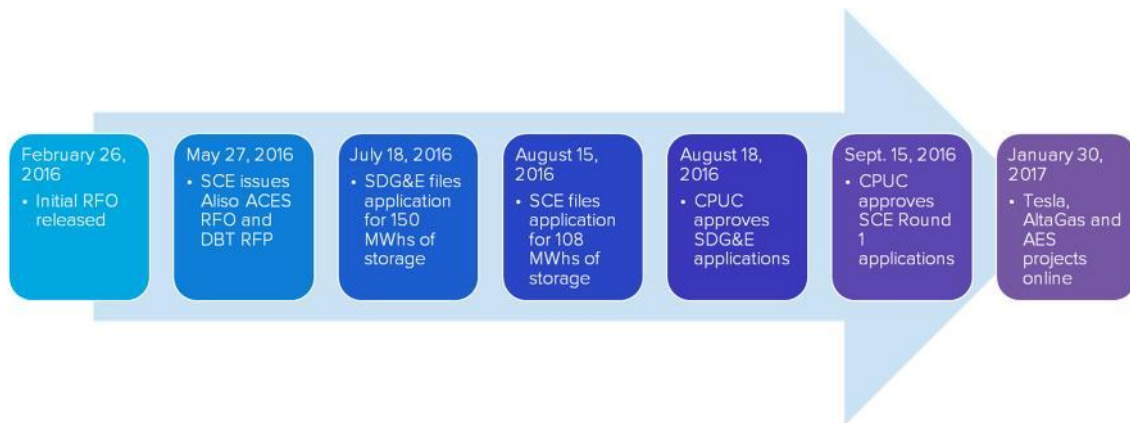 February 26,
2016
• Initial RFO
released
May 27, 2016
• SCE issues
Aliso ACES
RFO and
DBT RFP
July 18, 2016
• SDG&E files
application
for 150
MWhs of
storage
August 15,
2016
• SCE files
application
for 108
MWhs of
storage
August 18,
2016
• CPUC
approves
SDG&E
applications
Sept. 15, 2016
• CPUC
approves
SCE Round
1
applications
January 30,
2017
• Tesla,
AltaGas and
AES
projects
online